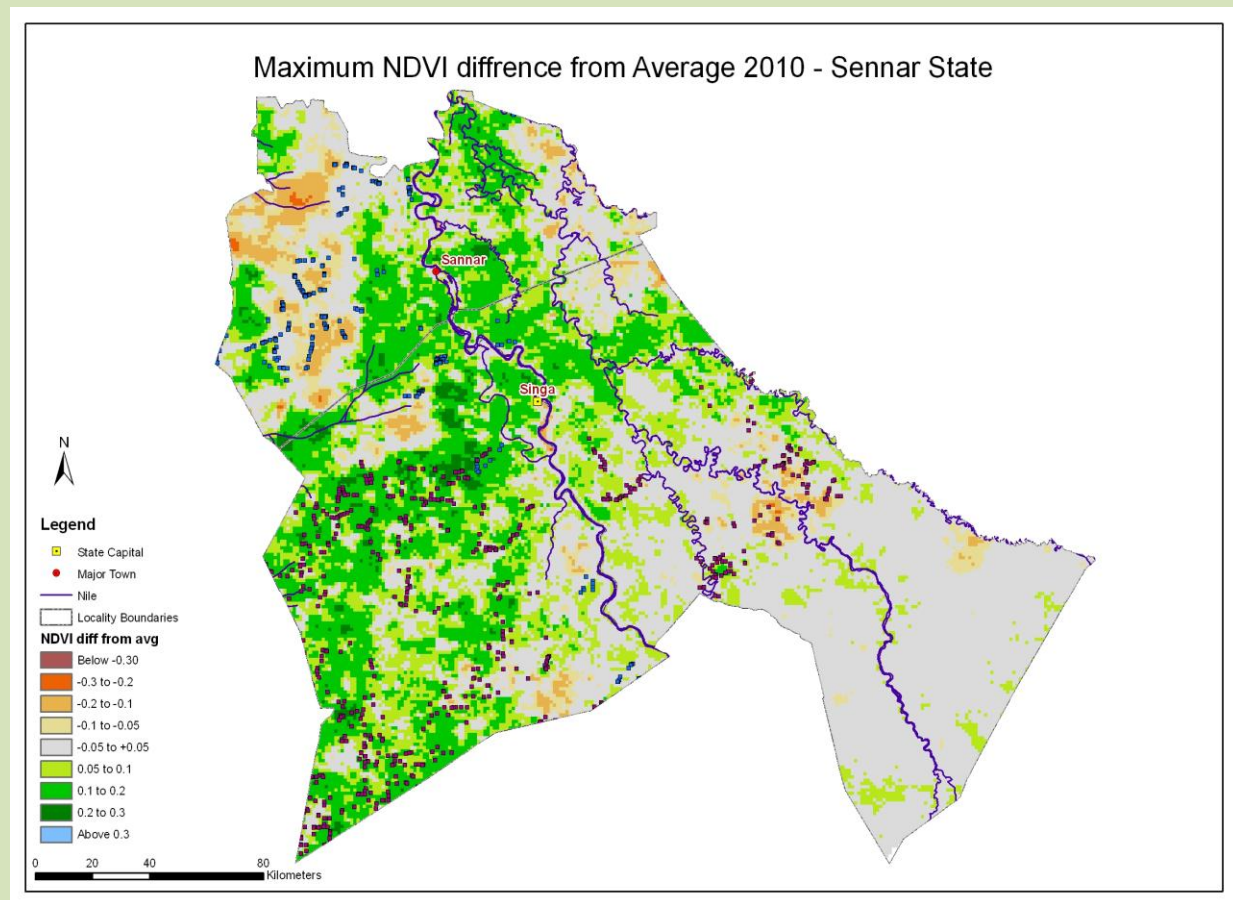 Maximum NDVI diffrence from Average 2010 - Sennar State
Sannar
Singa
N
Legend
State Capital
Major Town
Nile
Locality Boundaries
NDVI diff from avg
Below -0.30
-0.3 to -0.2
-0.2 to -0.1
-0.1 to -0.05
-0.05 to +0.05
0.05 to 0.1
0.1 to 0.2
0.2 to 0.3
Above 0.3
0 20 40 80
Kilometers